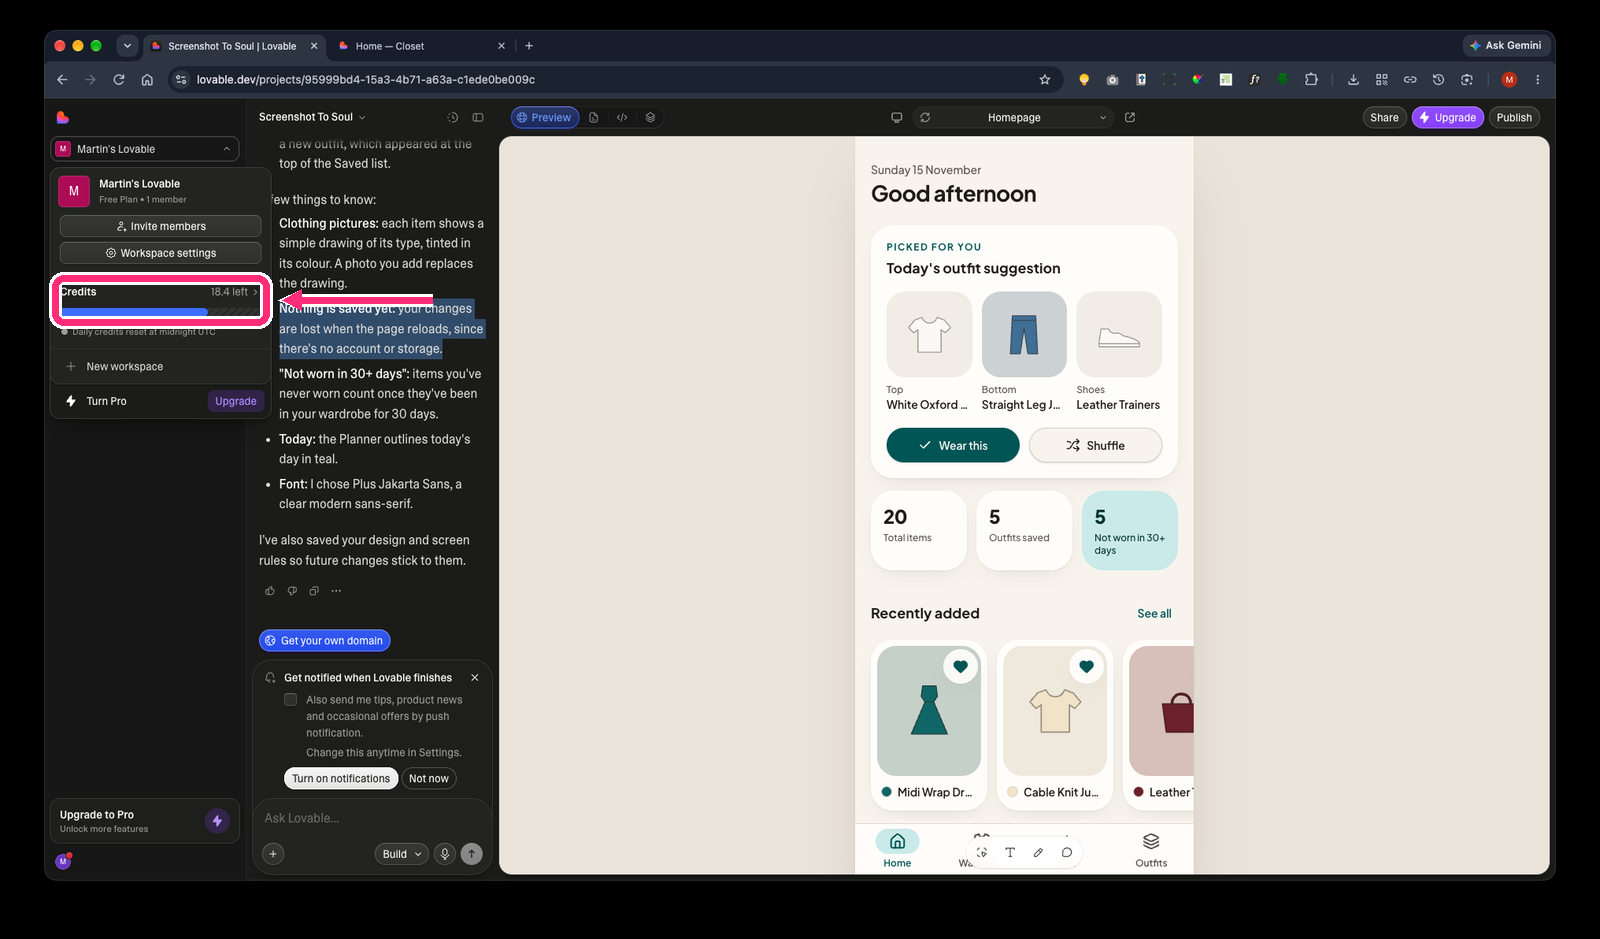 Screenshot To Soul | Lovable
Home — Closet
Ask Gemini
lovable.dev/projects/95999bd4-15a3-4b71-a63a-c1ede0be009c
f?
M
M Martin's Lovable
M
Martin's Lovable
Free Plan • 1 member
Invite members
Workspace settings
Credits
18.4 left
Daily credits reset at midnight UTC
New workspace
Turn Pro
Upgrade
Upgrade to Pro
Unlock more features
M
Screenshot To Soul
a new outfit, which appeared at the
top of the Saved list.
few things to know:
Clothing pictures: each item shows a
simple drawing of its type, tinted in
its colour. A photo you add replaces
the drawing.
Nothing is saved yet: your changes
are lost when the page reloads, since
there's no account or storage.
"Not worn in 30+ days": items you've
never worn count once they've been
in your wardrobe for 30 days.
• Today: the Planner outlines today's
day in teal.
• Font: I chose Plus Jakarta Sans, a
clear modern sans-serif.
I've also saved your design and screen
rules so future changes stick to them.
Get your own domain
Get notified when Lovable finishes
Also send me tips, product news
and occasional offers by push
notification.
Change this anytime in Settings.
Turn on notifications
Not now
Ask Lovable...
Build
Preview
Homepage
Share
Upgrade
Publish
Sunday 15 November
Good afternoon
PICKED FOR YOU
Today's outfit suggestion
Top
White Oxford ...
Bottom
Straight Leg J...
Shoes
Leather Trainers
Wear this
Shuffle
20
Total items
5
Outfits saved
5
Not worn in 30+
days
Recently added
See all
Midi Wrap Dr...
Cable Knit Ju...
Leather
Home
Wa
T
Outfits